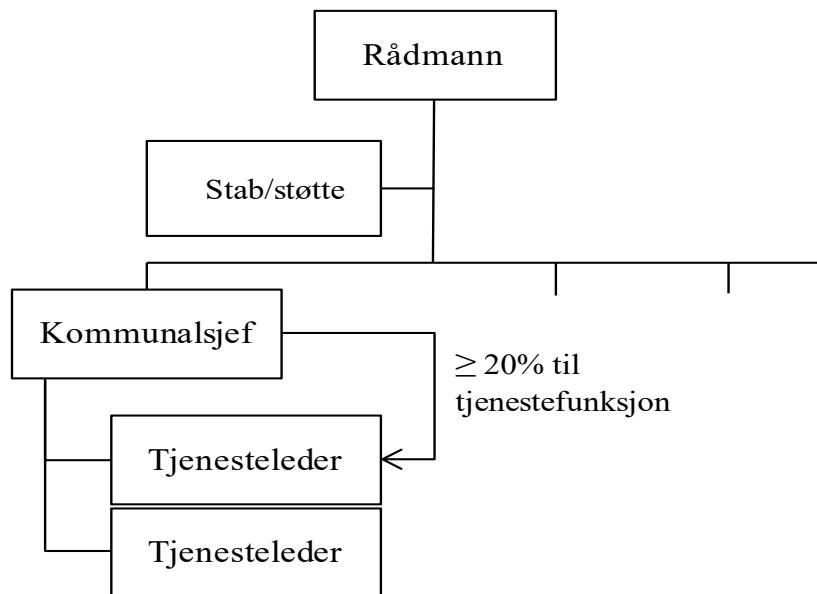 Rådmann
Stab/støtte
Kommunalsjef
≥ 20% til
tjenestefunksjon
Tjenesteleder
Tjenesteleder